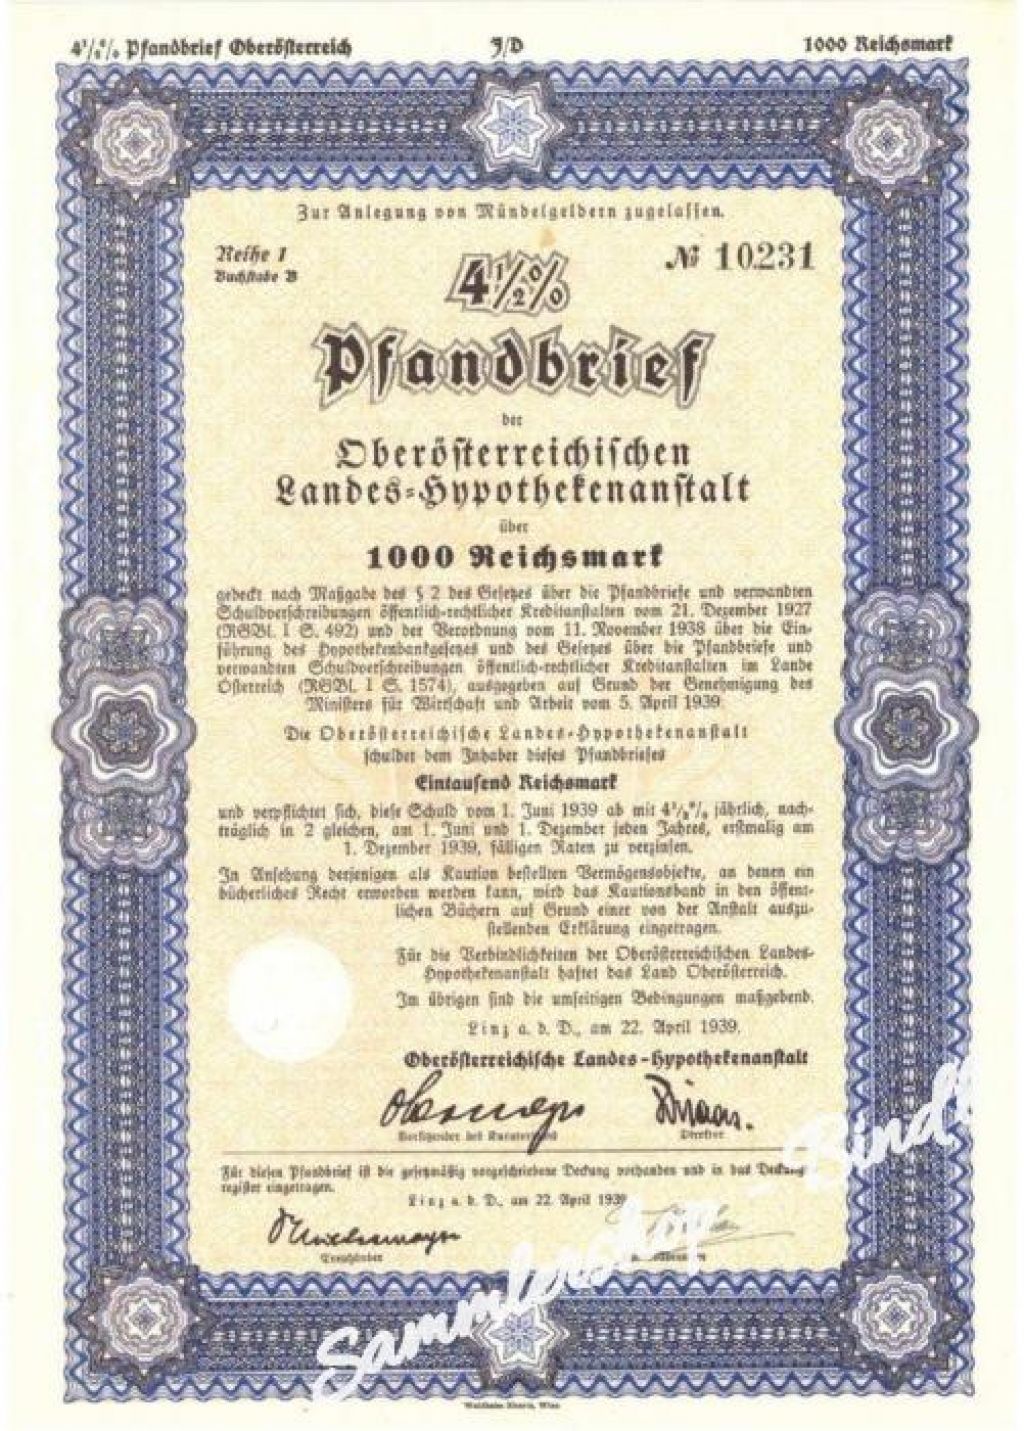 4½% Pfandbrief Oberösterreich
J/D
1000 Reichsmark
Zur Anlegung von Mündelgeldern zugelassen.
Reihe 1
Buchstabe B
№ 10231
4½%
Pfandbrief
der
Oberösterreichischen
Landes-Hypothekenanstalt
über
1000 Reichsmark
gedeckt nach Maßgabe des § 2 des Gesetzes über die Pfandbriefe und verwandten
Schuldverschreibungen öffentlich-rechtlicher Kreditanstalten vom 21. Dezember 1927
(RGBl. I S. 492) und der Verordnung vom 11. November 1938 über die Ein-
führung des Hypothekenbankgesetzes und des Gesetzes über die Pfandbriefe und
verwandten Schuldverschreibungen öffentlich-rechtlicher Kreditanstalten im Lande
Österreich (RGBl. I S. 1574), ausgegeben auf Grund der Genehmigung des
Ministers für Wirtschaft und Arbeit vom 5. April 1939
Die Oberösterreichische Landes-Hypothekenanstalt
schuldet dem Inhaber dieses Pfandbriefes
Eintausend Reichsmark
und verpflichtet sich, diese Schuld vom 1. Juni 1939 ab mit 4½% jährlich, nach-
träglich in 2 gleichen, am 1. Juni und 1. Dezember jeden Jahres, erstmalig am
1. Dezember 1939, fälligen Raten zu verzinsen.
In Ansehung derjenigen als Kaution bestellten Vermögensobjekte, an denen ein
bücherliches Recht erworben werden kann, wird das Kautionsband in den öffent-
lichen Büchern auf Grund einer von der Anstalt auszu-
stellenden Erklärung eingetragen.
Für die Verbindlichkeiten der Oberösterreichischen Landes-
Hypothekenanstalt haftet das Land Oberösterreich.
Im übrigen sind die umseitigen Bedingungen maßgebend.
Linz a. d. D., am 22. April 1939.
Oberösterreichische Landes-Hypothekenanstalt
Vorsitzender des Kuratoriums
Direktor
Für diesen Pfandbrief ist die gesetzmäßig vorgeschriebene Deckung vorhanden und in das Deckungs-
register eingetragen.
Linz a. d. D., am 22. April 1939
Treuhänder
Sammlershop - Bindl
Waldheim-Eberle, Wien